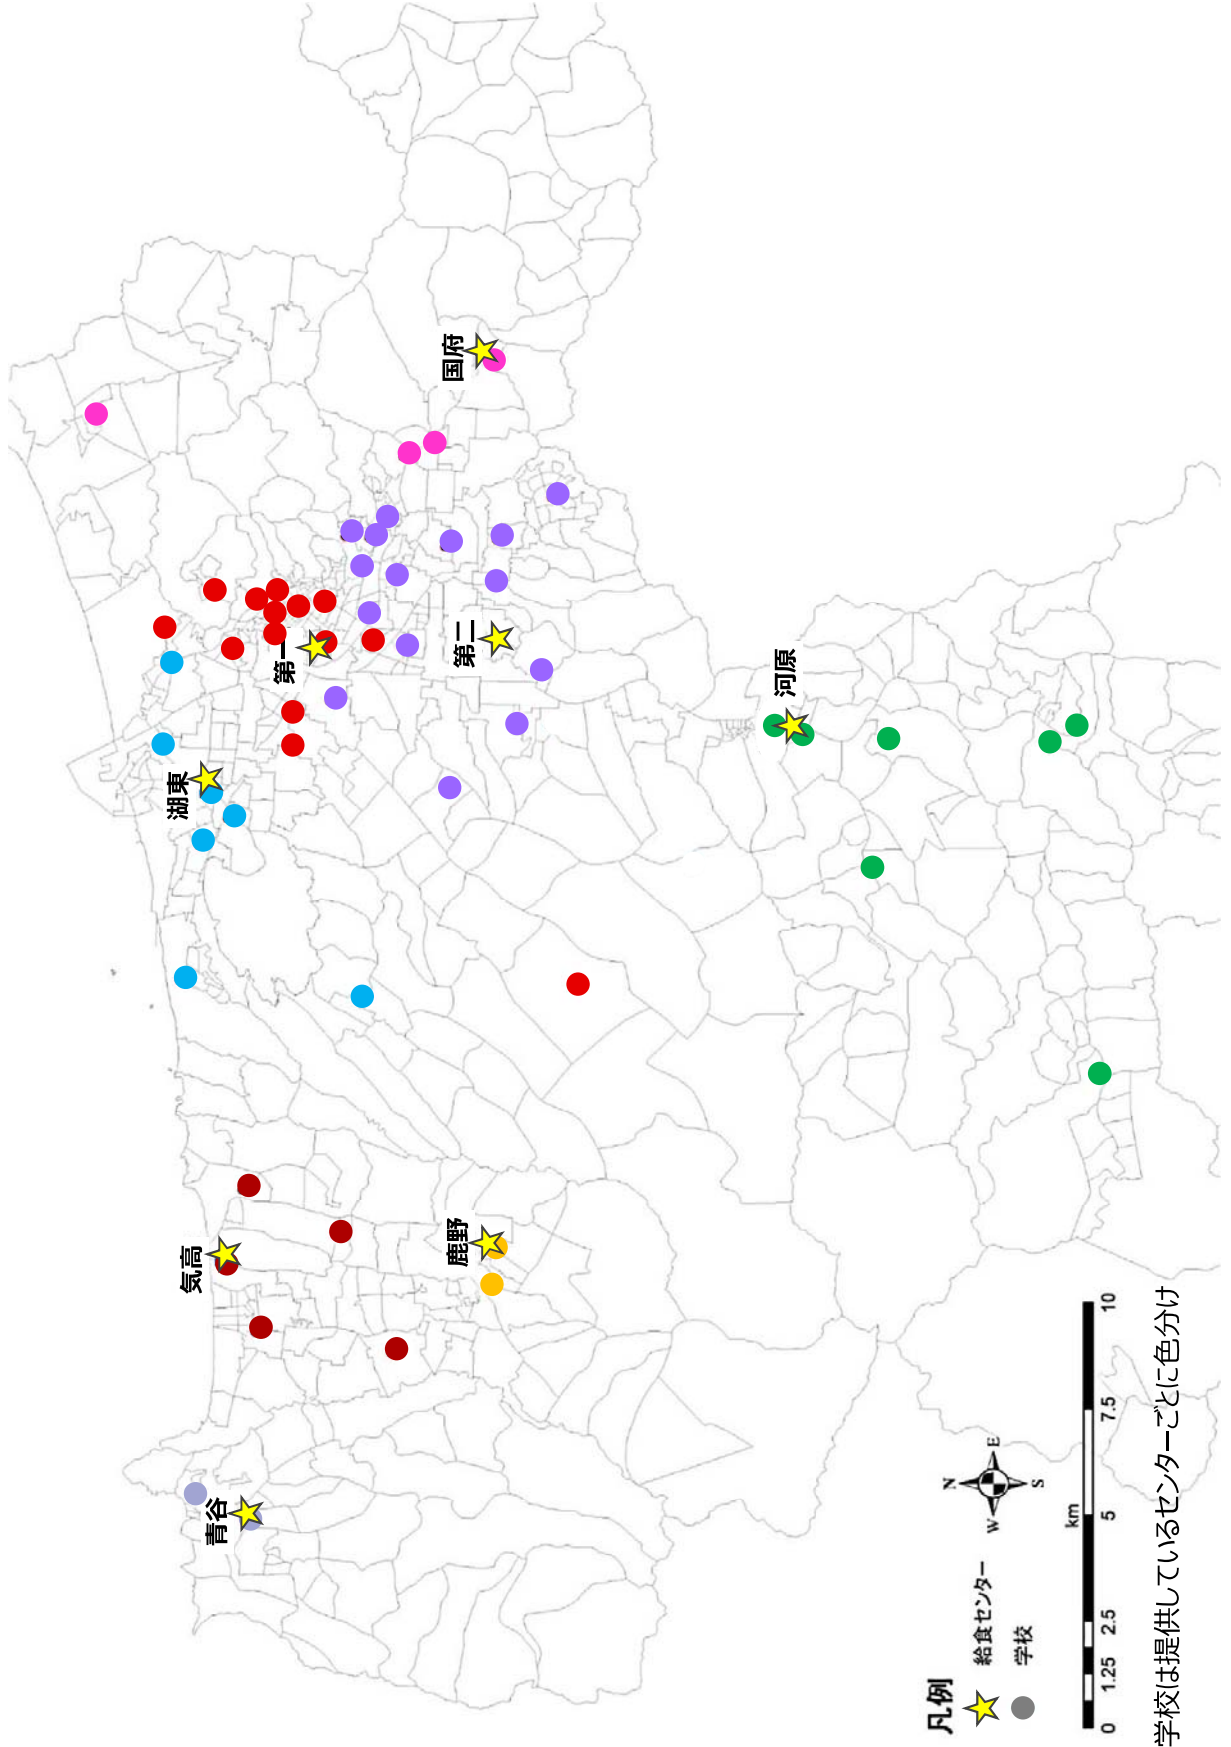 国府
第一
第二
湖東
河原
気高
鹿野
青谷
凡例
給食センター
学校
N
W
E
S
km
0 1.25 2.5 5 7.5 10
学校は提供しているセンターごとに色分け